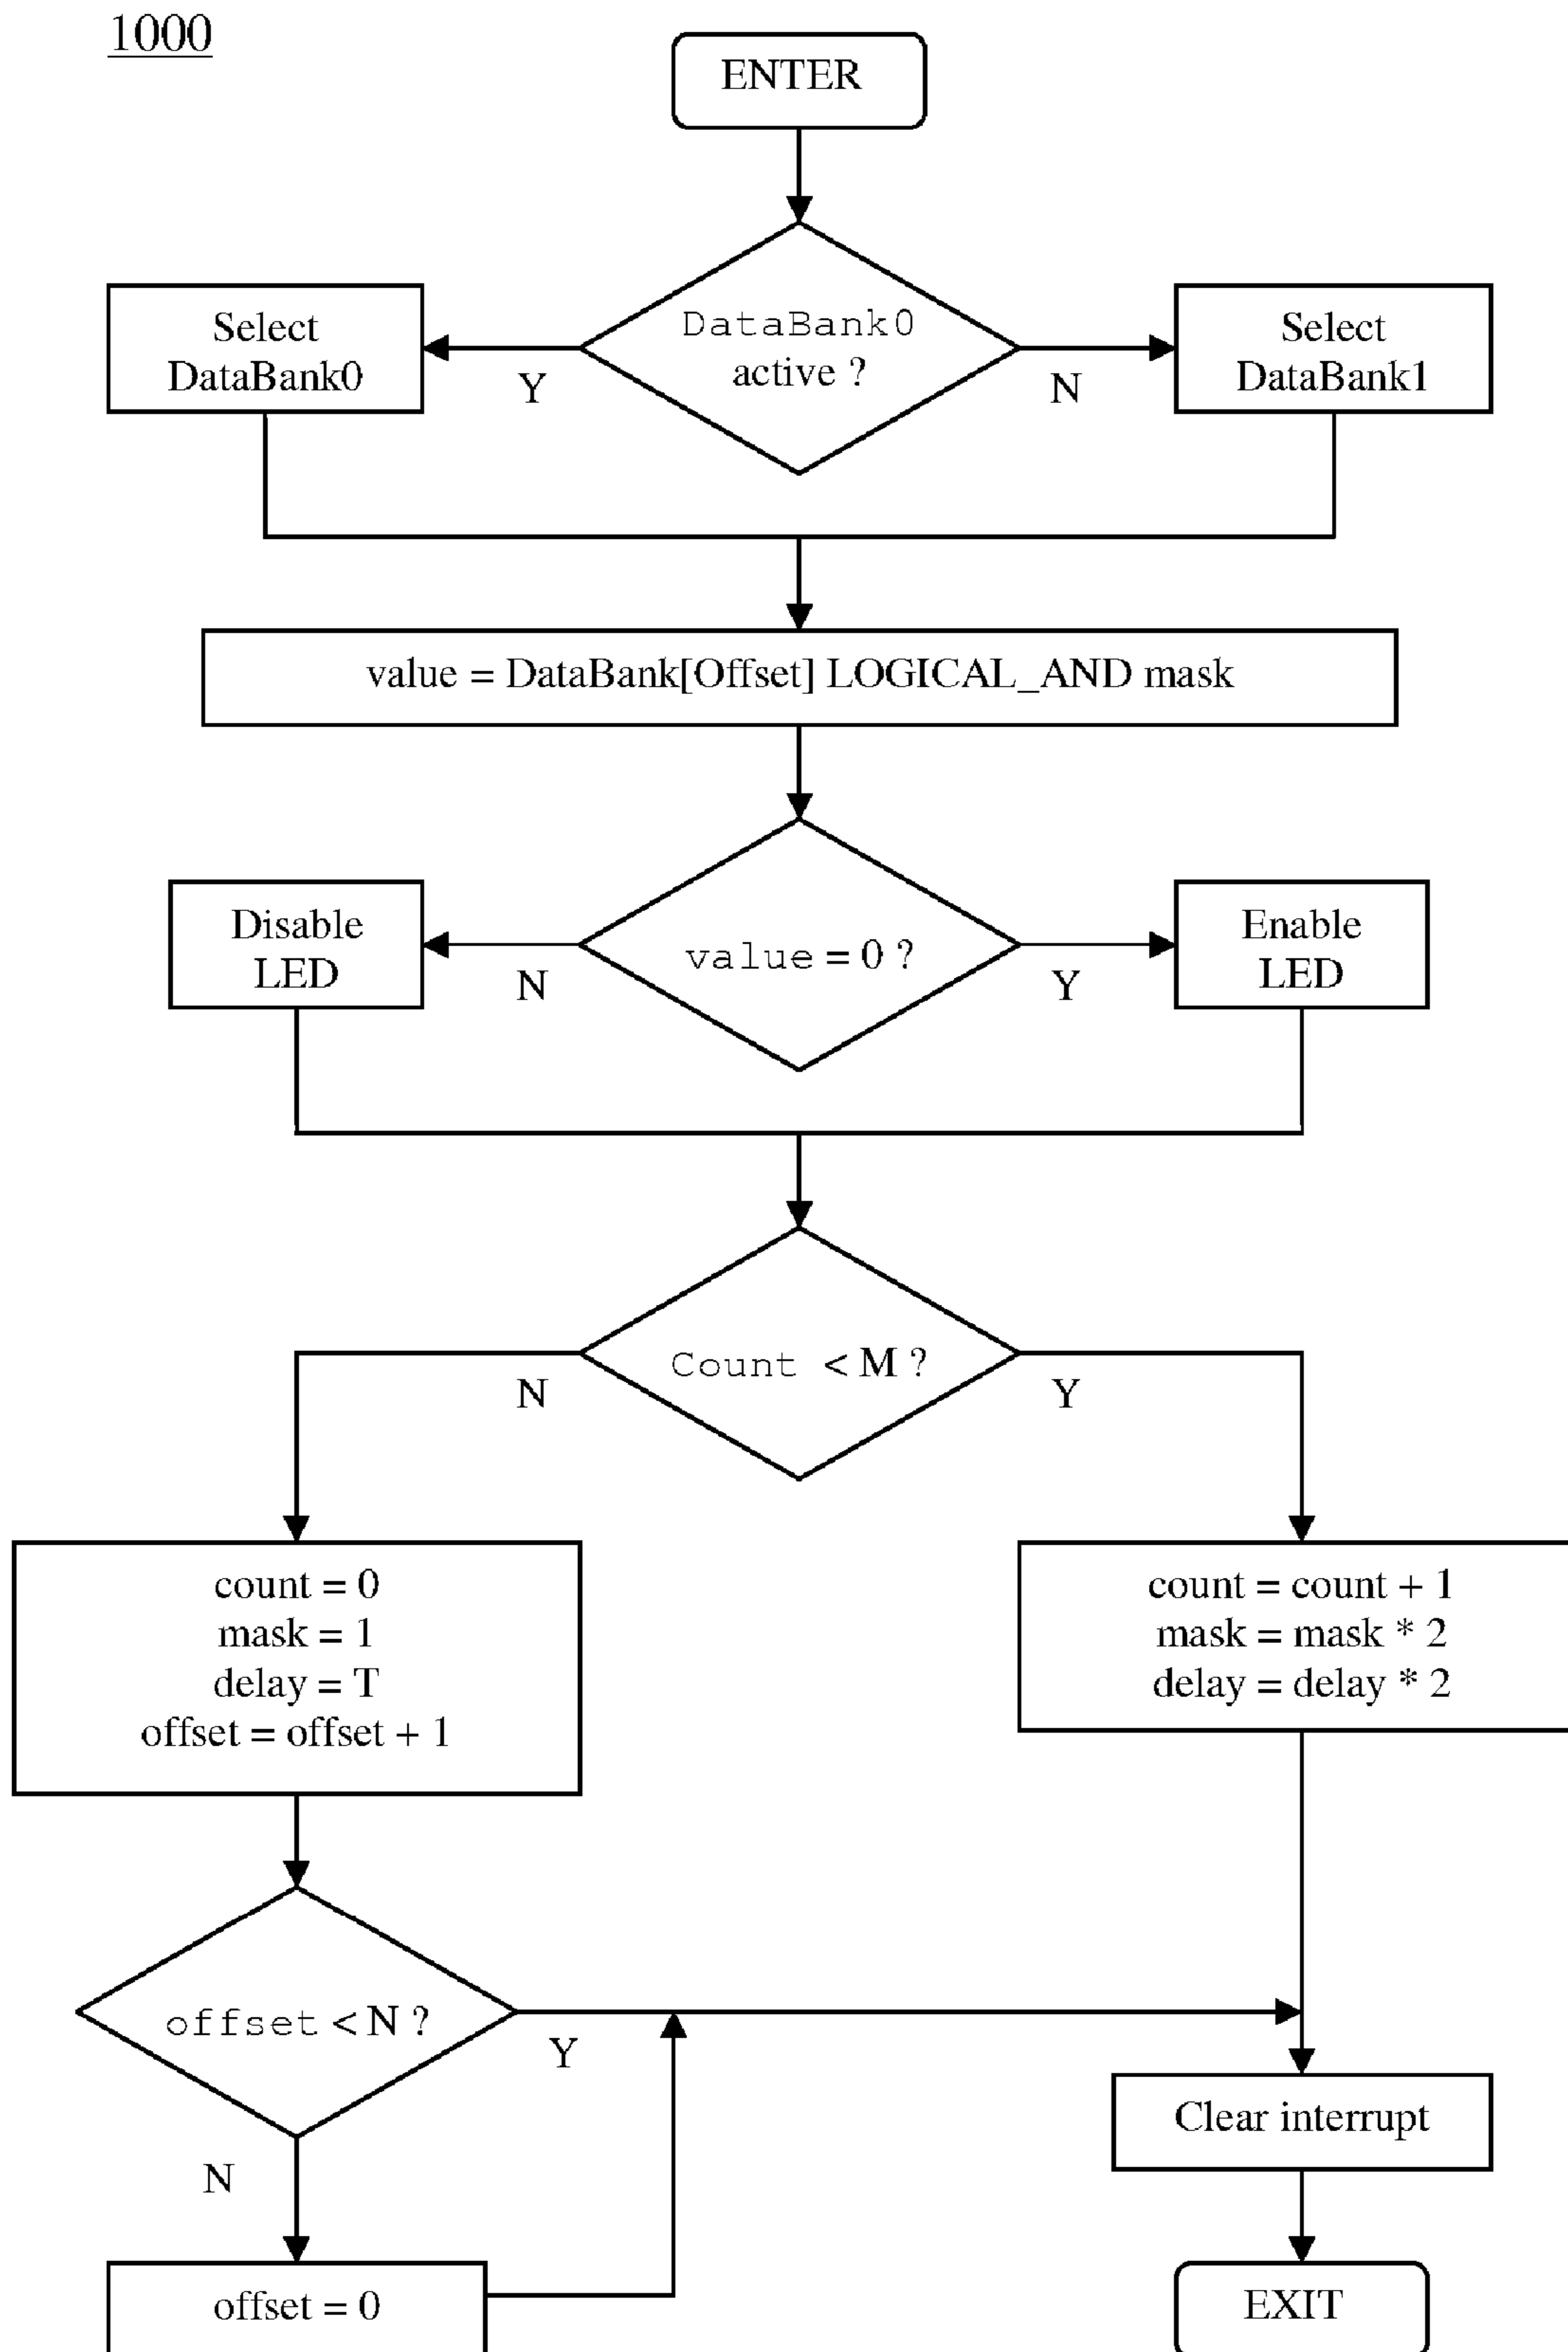 1000
ENTER
DataBank0
active ?
Select
DataBank0
Y
N
Select
DataBank1
value = DataBank[Offset] LOGICAL_AND mask
Disable
LED
N
value = 0 ?
Y
Enable
LED
Count < M ?
N
Y
count = 0
mask = 1
delay = T
offset = offset + 1
count = count + 1
mask = mask * 2
delay = delay * 2
offset < N ?
Y
N
Clear interrupt
offset = 0
EXIT